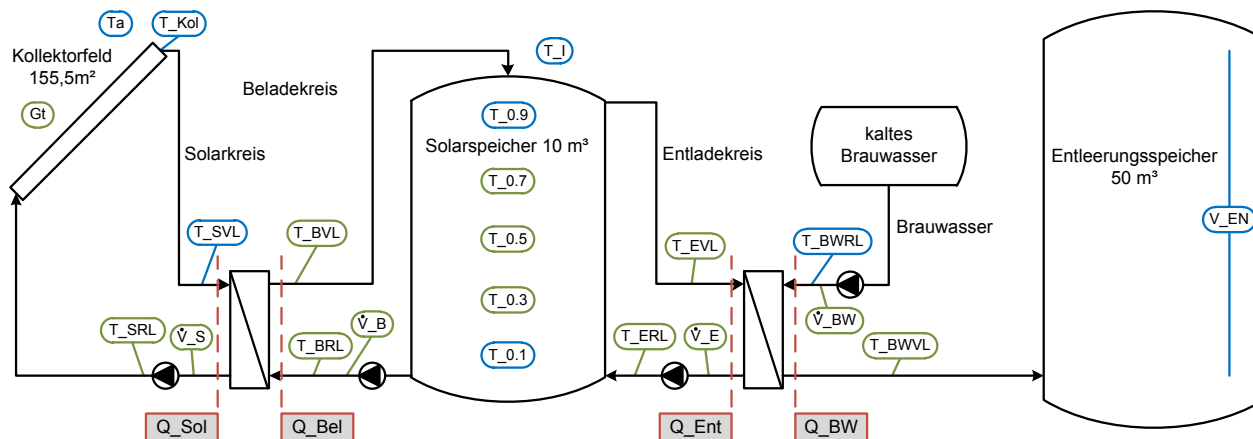 Ta
T_Kol
Kollektorfeld
155,5m²
Gt
Solarkreis
Beladekreis
T_I
T_0.9
Solarspeicher 10 m³
T_0.7
T_0.5
T_0.3
T_0.1
Entladekreis
kaltes
Brauwasser
Brauwasser
Entleerungsspeicher
50 m³
V_EN
T_SVL
T_BVL
T_EVL
T_BWRL
T_SRL
V̇_S
T_BRL
V̇_B
T_ERL
V̇_E
V̇_BW
T_BWVL
Q_Sol
Q_Bel
Q_Ent
Q_BW